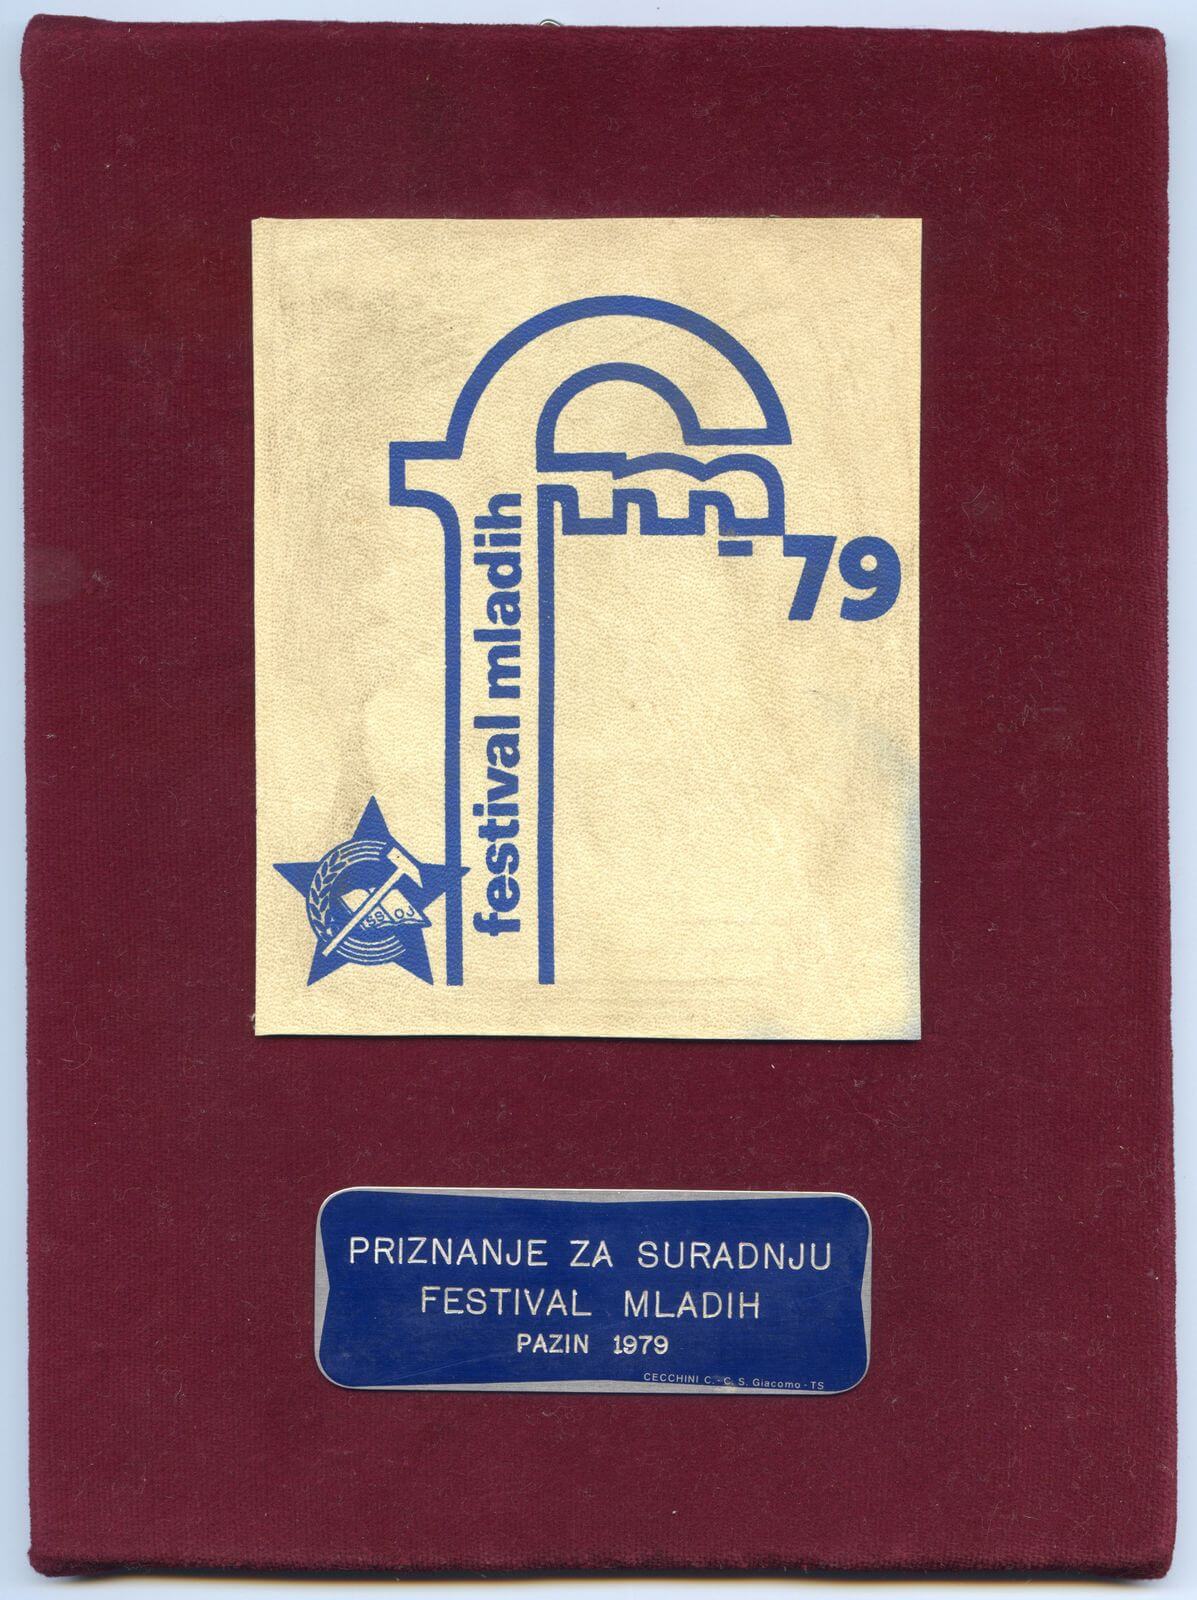 79
festival mladih
SSOJ
PRIZNANJE ZA SURADNJU
FESTIVAL MLADIH
PAZIN 1979
CECCHINI C. - C. S. Giacomo - TS